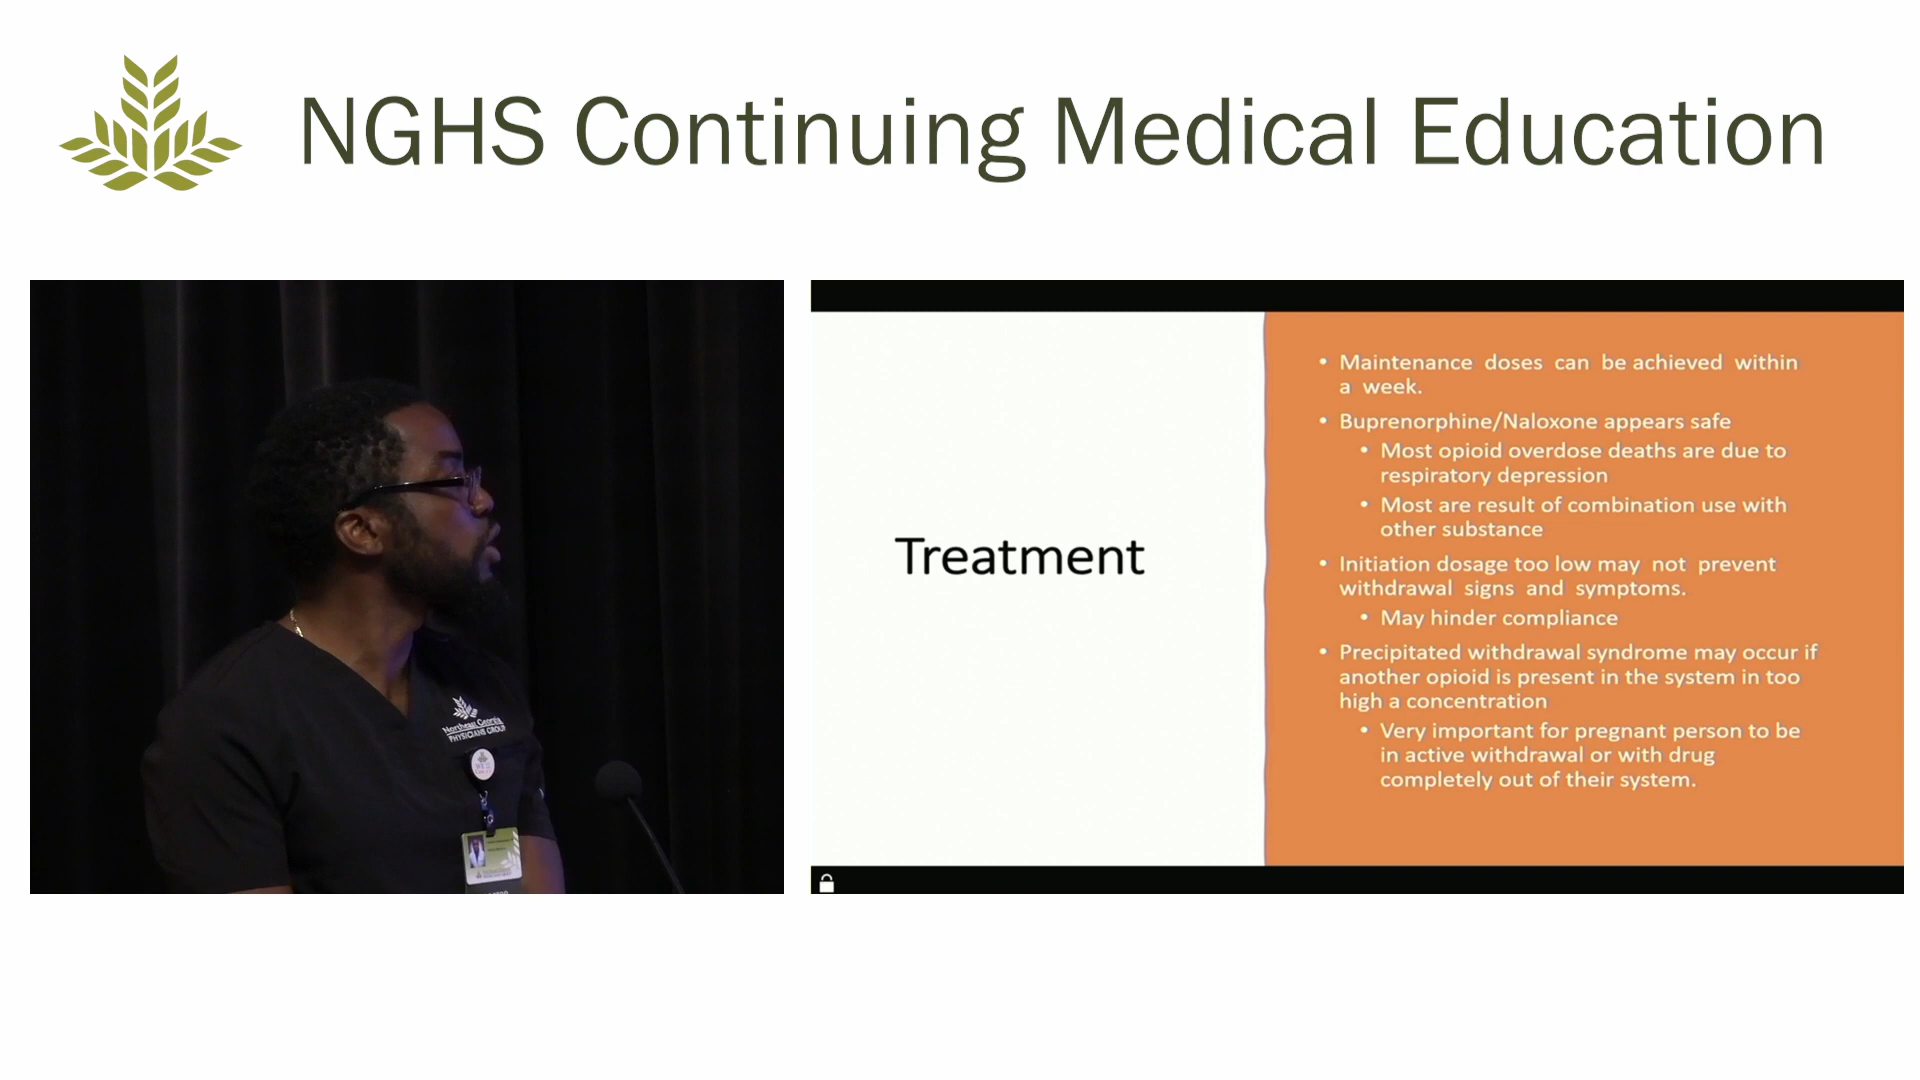 NGHS Continuing Medical Education
Northeast Georgia
PHYSICIANS GROUP
Treatment
• Maintenance doses can be achieved within
a week.
• Buprenorphine/Naloxone appears safe
• Most opioid overdose deaths are due to
respiratory depression
• Most are result of combination use with
other substance
• Initiation dosage too low may not prevent
withdrawal signs and symptoms.
• May hinder compliance
• Precipitated withdrawal syndrome may occur if
another opioid is present in the system in too
high a concentration
• Very important for pregnant person to be
in active withdrawal or with drug
completely out of their system.